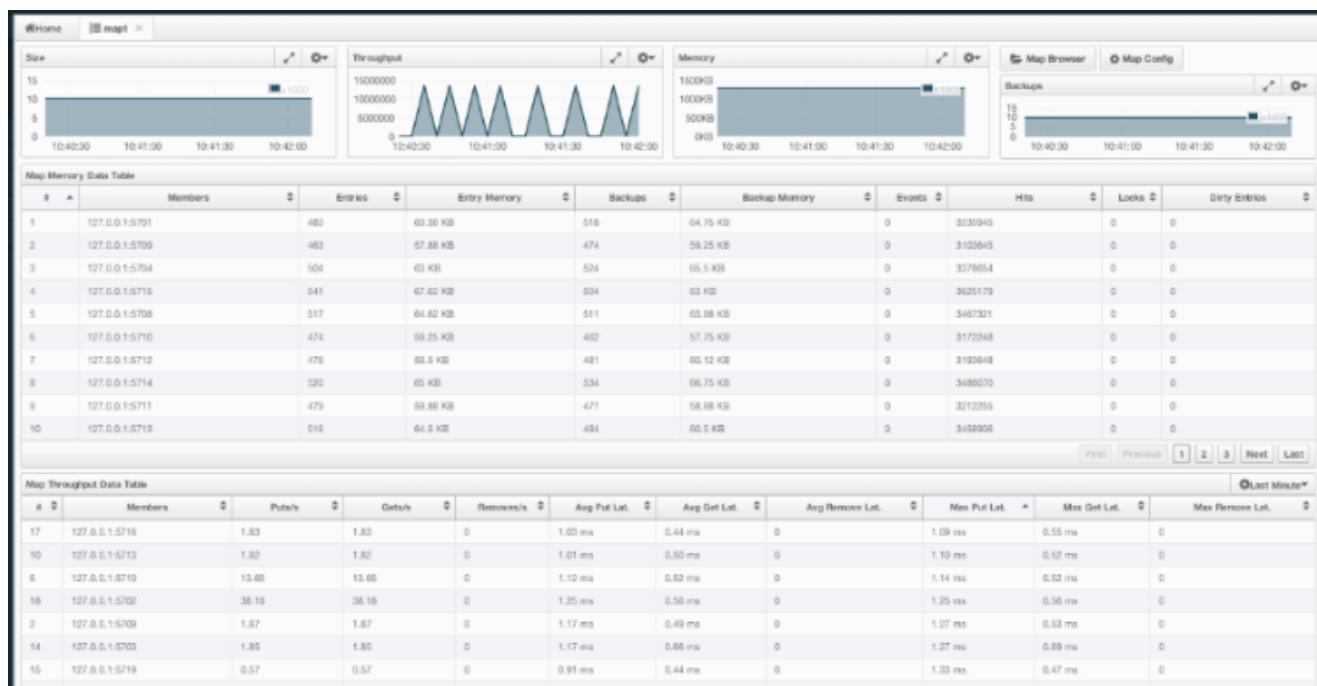 Home map1
Size Throughput Memory Map Browser Map Config
Backups
15 10 5 0
x1000
10:40:30 10:41:00 10:41:30 10:42:00
15000000 10000000 5000000 0
10:40:30 10:41:00 10:41:30 10:42:00
1500KB 1000KB 500KB 0KB
10:40:30 10:41:00 10:41:30 10:42:00
15 10 5 0
10:40:30 10:41:00 10:41:30 10:42:00
Map Memory Data Table
# Members Entries Entry Memory Backups Backup Memory Events Hits Locks Dirty Entries
1 127.0.0.1:5701 483 518 64.75 KB 0 0 0
2 127.0.0.1:5709 463 57.88 KB 474 59.25 KB 0 0 0
3 127.0.0.1:5704 504 63 KB 524 65.5 KB 0 0 0
4 541 67.62 KB 504 63 KB 0 3625179 0 0
5 127.0.0.1:5708 517 64.62 KB 511 63.88 KB 0 3467321 0 0
6 127.0.0.1:5710 474 59.25 KB 462 57.75 KB 0 3172248 0 0
7 127.0.0.1:5712 476 59.5 KB 481 60.12 KB 0 0 0
8 127.0.0.1:5714 520 65 KB 534 66.75 KB 0 0 0
9 127.0.0.1:5711 479 59.88 KB 471 58.88 KB 0 3212255 0 0
10 127.0.0.1:5713 516 64.5 KB 484 60.5 KB 0 0 0
First Previous 1 2 3 Next Last
Map Throughput Data Table Last Minute
# Members Puts/s Gets/s Removes/s Avg Put Lat. Avg Get Lat. Avg Remove Lat. Max Put Lat. Max Get Lat. Max Remove Lat.
17 127.0.0.1:5716 1.83 1.83 0 1.03 ms 0.44 ms 0 1.09 ms 0.55 ms 0
10 127.0.0.1:5713 1.82 1.82 0 1.01 ms 0.50 ms 0 1.10 ms 0.52 ms 0
6 127.0.0.1:5710 13.65 13.65 0 1.12 ms 0.52 ms 0 1.14 ms 0.52 ms 0
18 127.0.0.1:5702 38.18 38.18 0 1.25 ms 0.56 ms 0 1.25 ms 0.56 ms 0
2 127.0.0.1:5709 1.87 1.87 0 1.17 ms 0.49 ms 0 1.27 ms 0.53 ms 0
14 127.0.0.1:5703 1.85 1.85 0 1.17 ms 0.66 ms 0 1.27 ms 0
15 127.0.0.1:5719 0.57 0.57 0 0.91 ms 0.44 ms 0 1.33 ms 0.47 ms 0